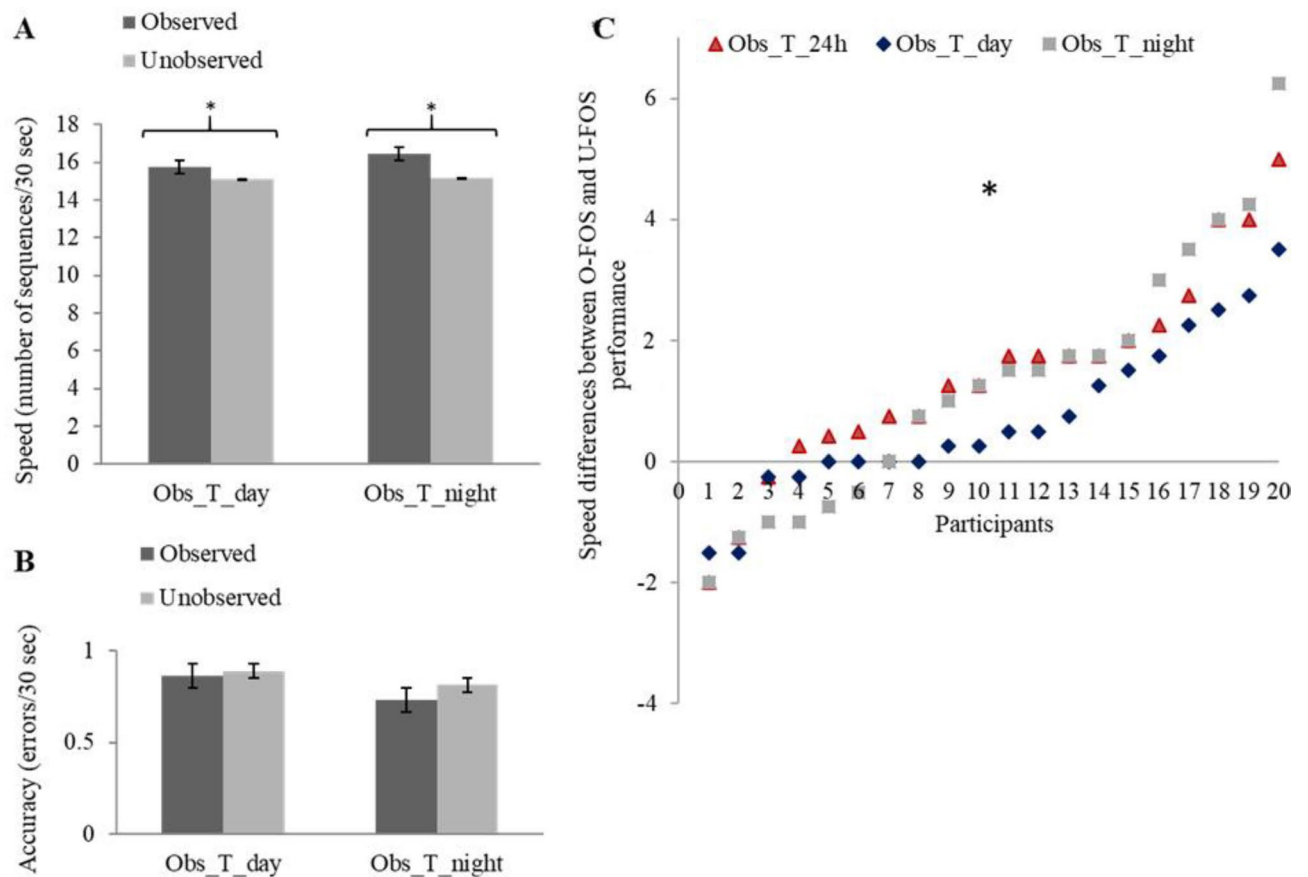 A
Observed
Unobserved
* *
Speed (number of sequences/30 sec)
18
16
14
12
10
8
6
4
2
0
Obs_T_day Obs_T_night
B
Observed
Unobserved
Accuracy (errors/30 sec)
1
0.5
0
Obs_T_day Obs_T_night
C
Obs_T_24h Obs_T_day Obs_T_night
Speed differences between O-FOS and U-FOS
performance
*
6
4
2
0
-2
-4
0 1 2 3 4 5 6 7 8 9 10 11 12 13 14 15 16 17 18 19 20
Participants